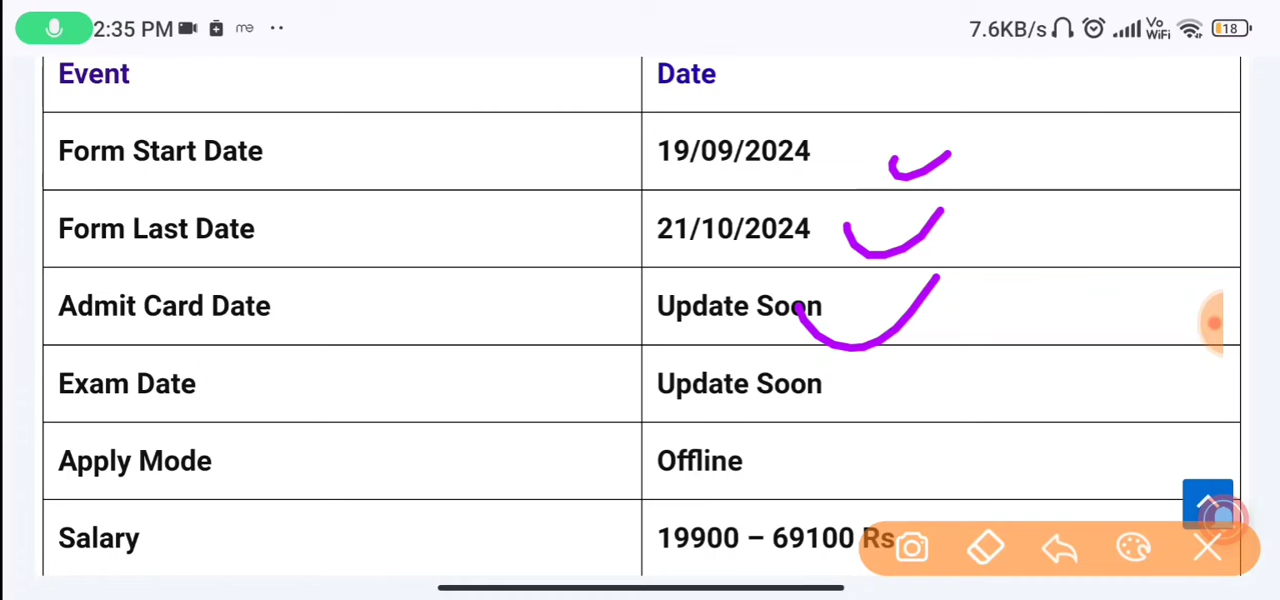 2:35 PM me 7.6KB/s Vo WiFi 18
Event Date
Form Start Date 19/09/2024
Form Last Date 21/10/2024
Admit Card Date Update Soon
Exam Date Update Soon
Apply Mode Offline
Salary 19900 – 69100 Rs